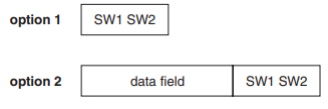 option 1 SW1 SW2
option 2 data field SW1 SW2